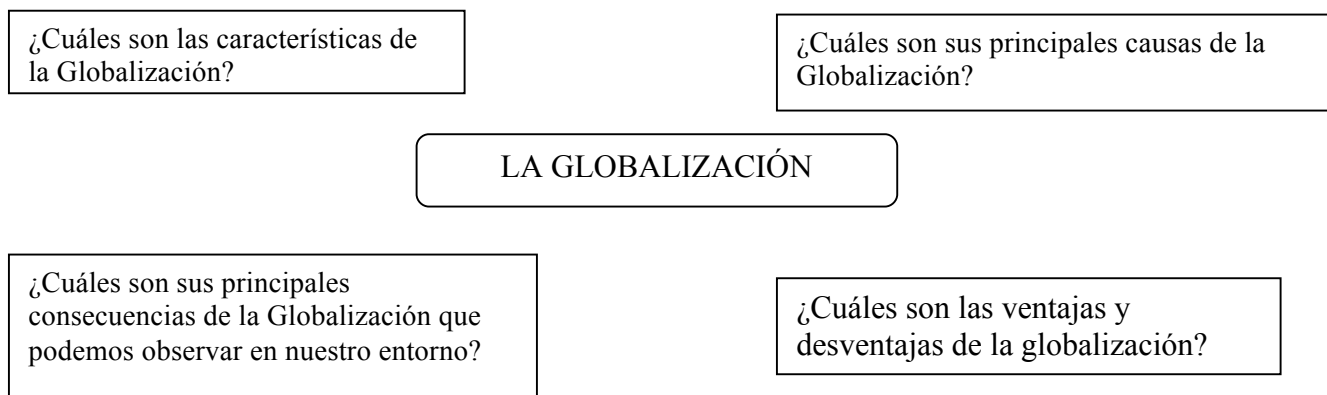 ¿Cuáles son las características de
la Globalización?
¿Cuáles son sus principales causas de la
Globalización?
LA GLOBALIZACIÓN
¿Cuáles son sus principales
consecuencias de la Globalización que
podemos observar en nuestro entorno?
¿Cuáles son las ventajas y
desventajas de la globalización?